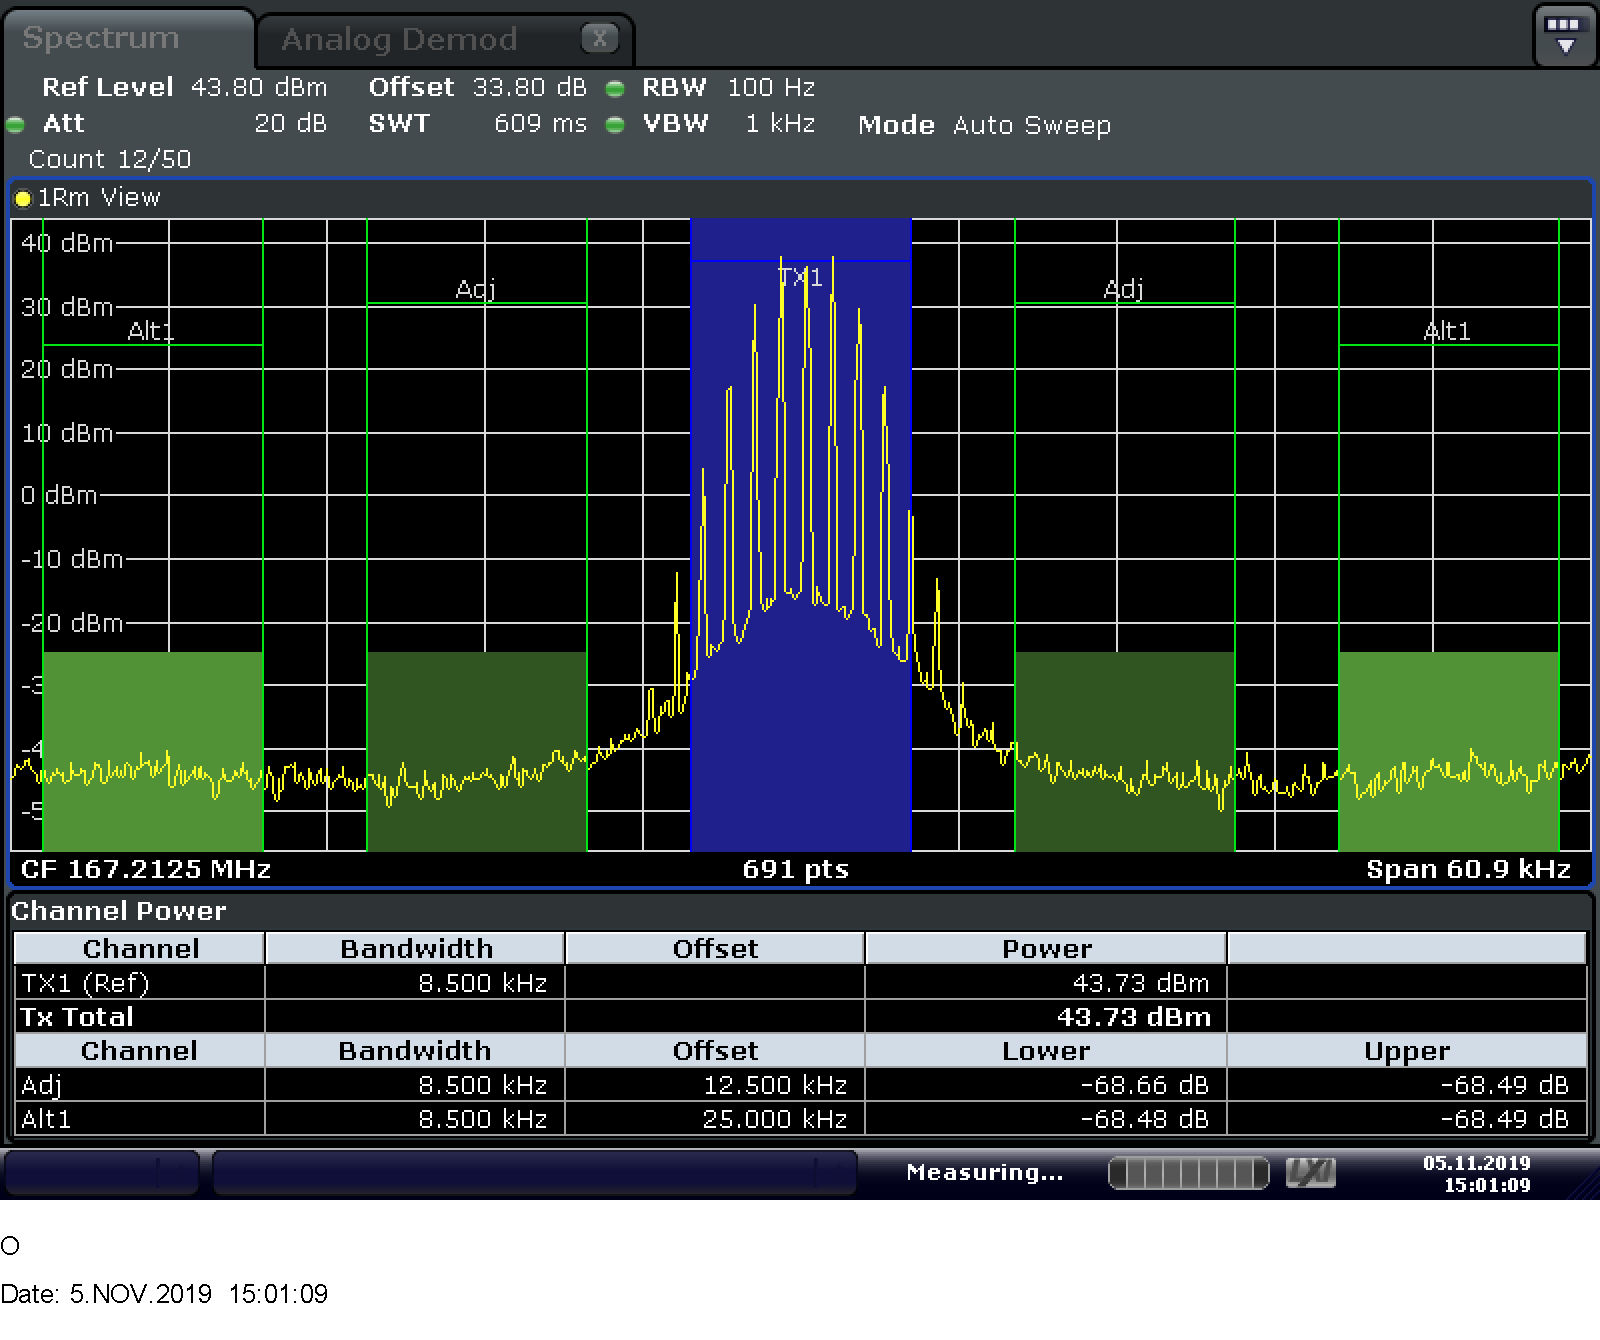 Spectrum
Analog Demod X
Ref Level 43.80 dBm Offset 33.80 dB RBW 100 Hz
Att 20 dB SWT 609 ms VBW 1 kHz Mode Auto Sweep
Count 12/50
1Rm View
40 dBm
TX1
Adj
Adj
30 dBm
Alt1
Alt1
20 dBm
10 dBm
0 dBm
-10 dBm
-20 dBm
-3
-4
-5
CF 167.2125 MHz 691 pts Span 60.9 kHz
Channel Power
Channel Bandwidth Offset Power
TX1 (Ref) 8.500 kHz 43.73 dBm
Tx Total 43.73 dBm
Channel Bandwidth Offset Lower Upper
Adj 8.500 kHz 12.500 kHz -68.66 dB -68.49 dB
Alt1 8.500 kHz 25.000 kHz -68.48 dB -68.49 dB
Measuring... LXI 05.11.2019
15:01:09
O
Date: 5.NOV.2019 15:01:09